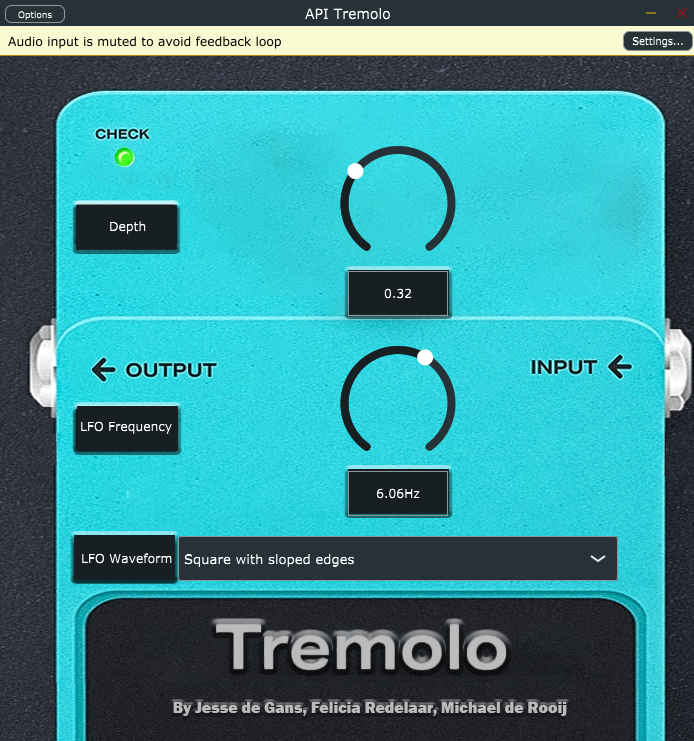 Options
API Tremolo
Audio input is muted to avoid feedback loop
Settings...
CHECK
Depth
0.32
OUTPUT
INPUT
LFO Frequency
6.06Hz
LFO Waveform
Square with sloped edges
Tremolo
By Jesse de Gans, Felicia Redelaar, Michael de Rooij